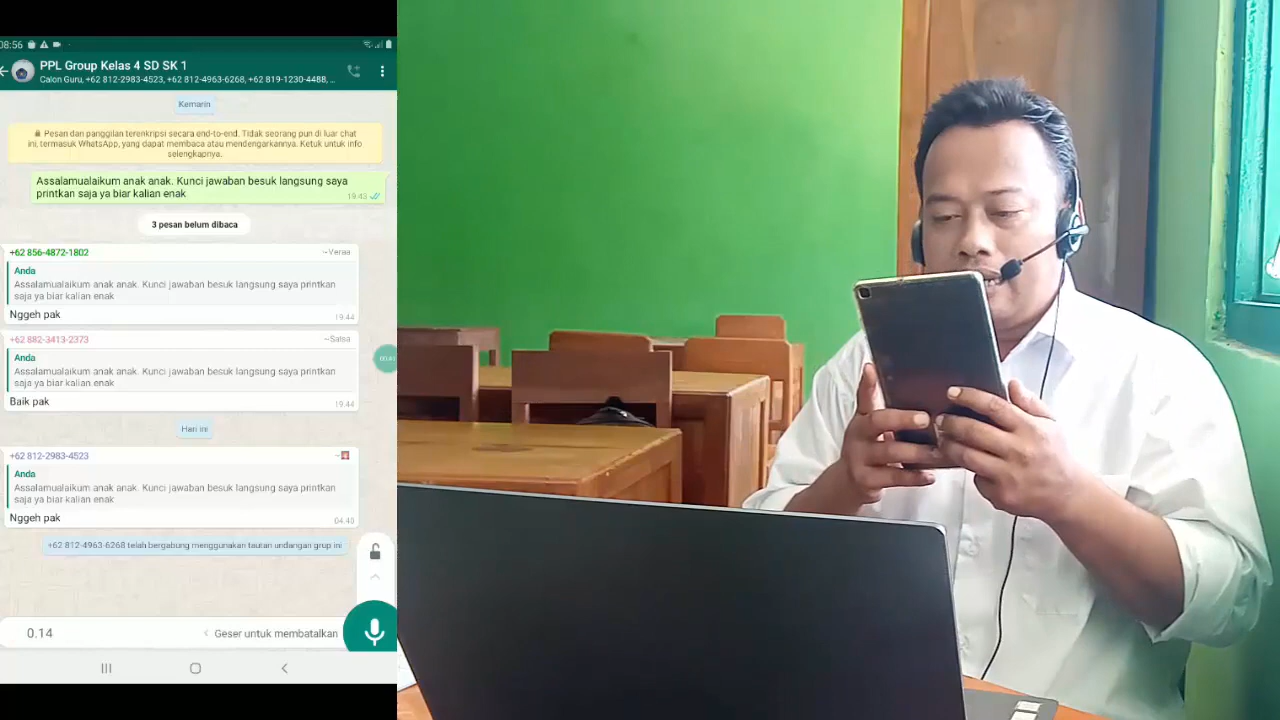 08:56
PPL Group Kelas 4 SD SK 1
Calon Guru, +62 812-2983-4523, +62 812-4963-6268, +62 819-1230-4488, ...
Kemarin
Pesan dan panggilan terenkripsi secara end-to-end. Tidak seorang pun di luar chat
ini, termasuk WhatsApp, yang dapat membaca atau mendengarkannya. Ketuk untuk info
selengkapnya.
Assalamualaikum anak anak. Kunci jawaban besuk langsung saya
printkan saja ya biar kalian enak
19:43
3 pesan belum dibaca
+62 856-4872-1802 ~Veraa
Anda
Assalamualaikum anak anak. Kunci jawaban besuk langsung saya printkan
saja ya biar kalian enak
Nggeh pak
19:44
+62 882-3413-2373 ~Salsa
Anda
Assalamualaikum anak anak. Kunci jawaban besuk langsung saya printkan
saja ya biar kalian enak
Baik pak
19:44
Hari ini
+62 812-2983-4523
Anda
Assalamualaikum anak anak. Kunci jawaban besuk langsung saya printkan
saja ya biar kalian enak
Nggeh pak
04:40
+62 812-4963-6268 telah bergabung menggunakan tautan undangan grup ini
0.14 < Geser untuk membatalkan